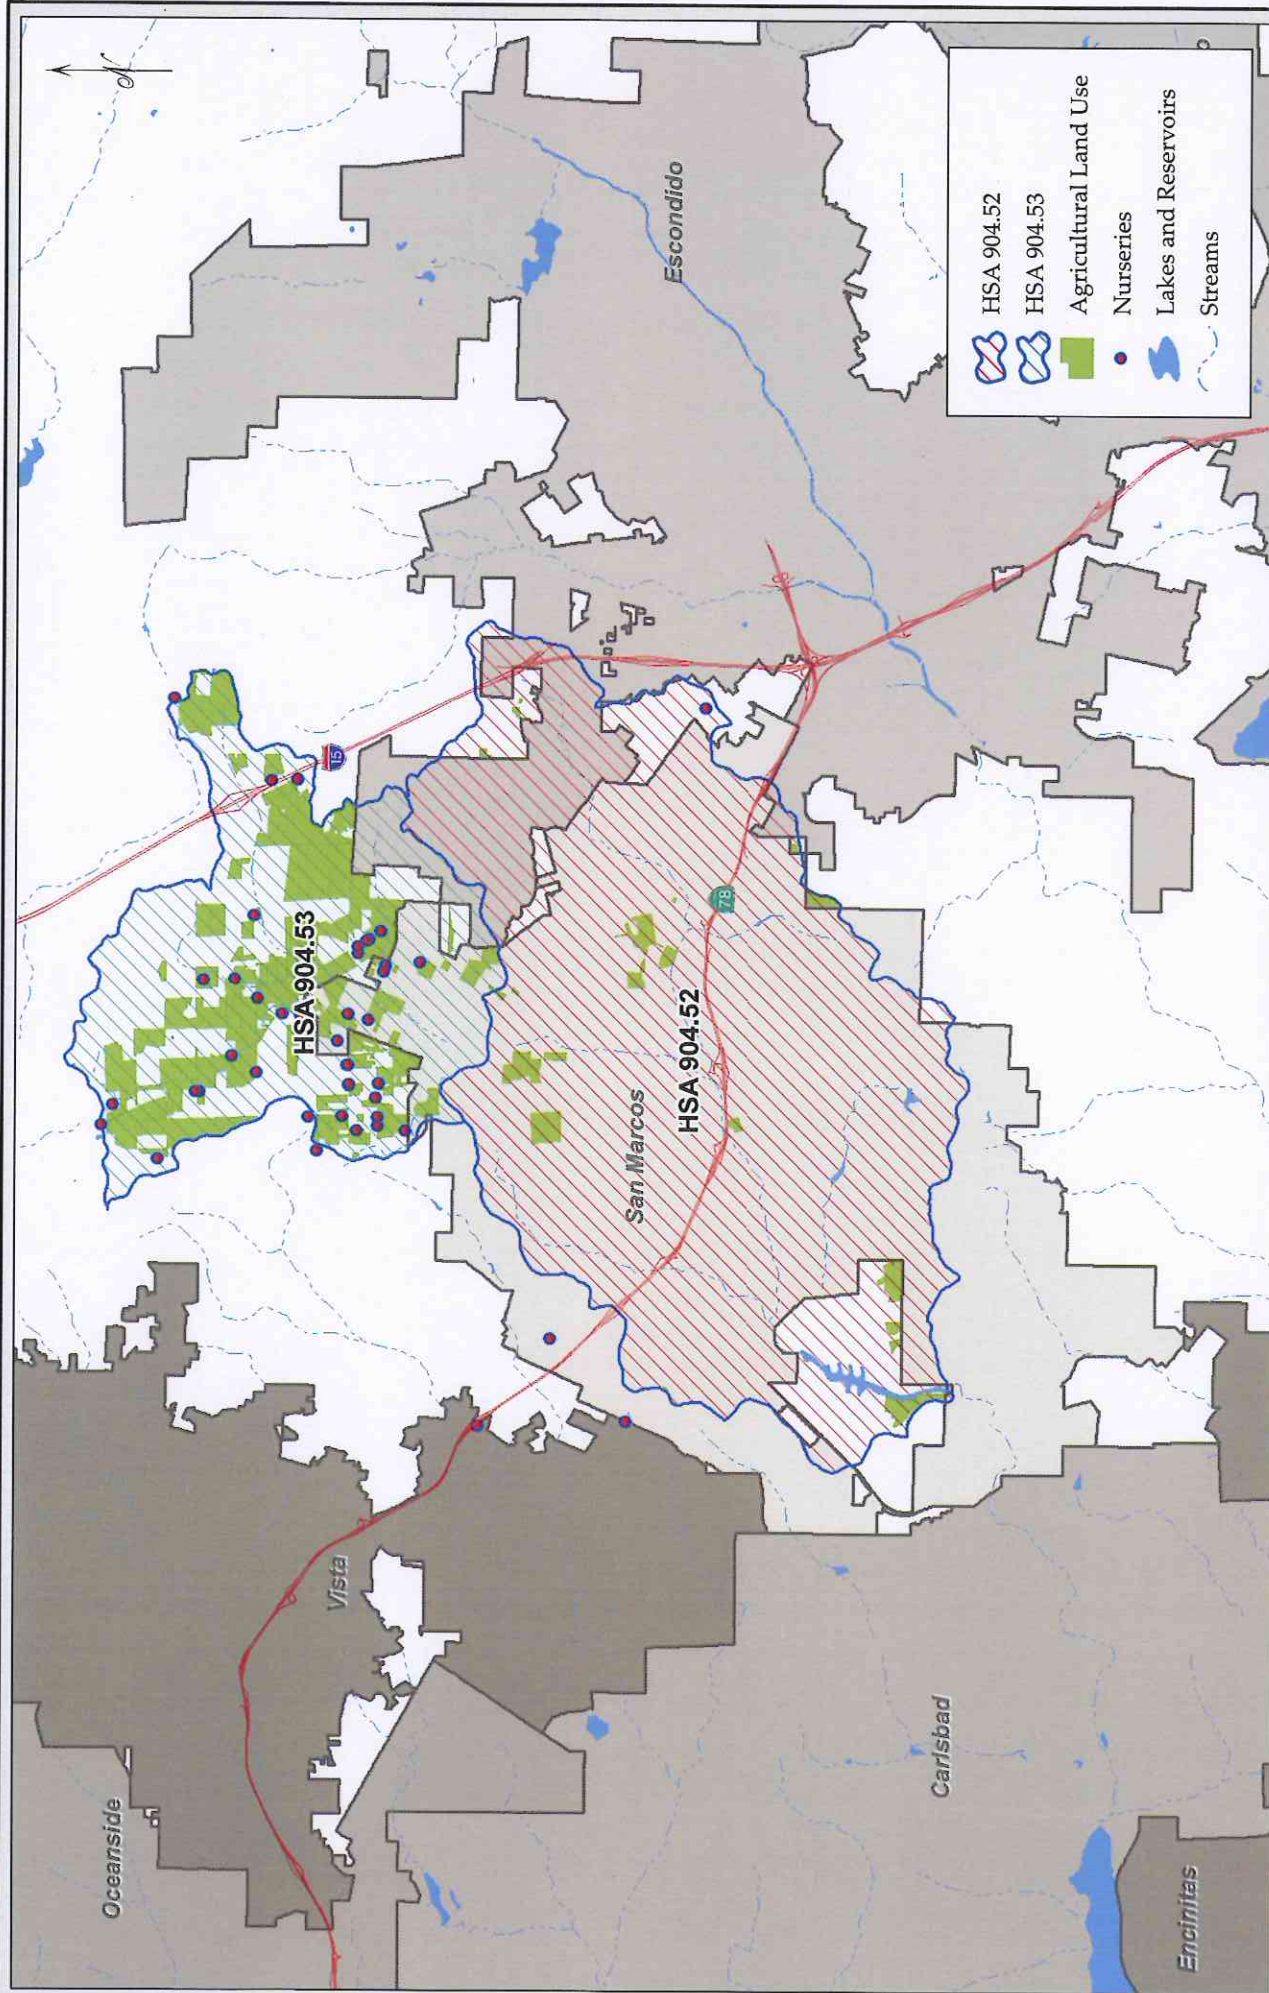 N
Oceanside
Vista
Carlsbad
Encinitas
San Marcos
HSA 904.52
HSA 904.53
Escondido
15
78
HSA 904.52
HSA 904.53
Agricultural Land Use
Nurseries
Lakes and Reservoirs
Streams